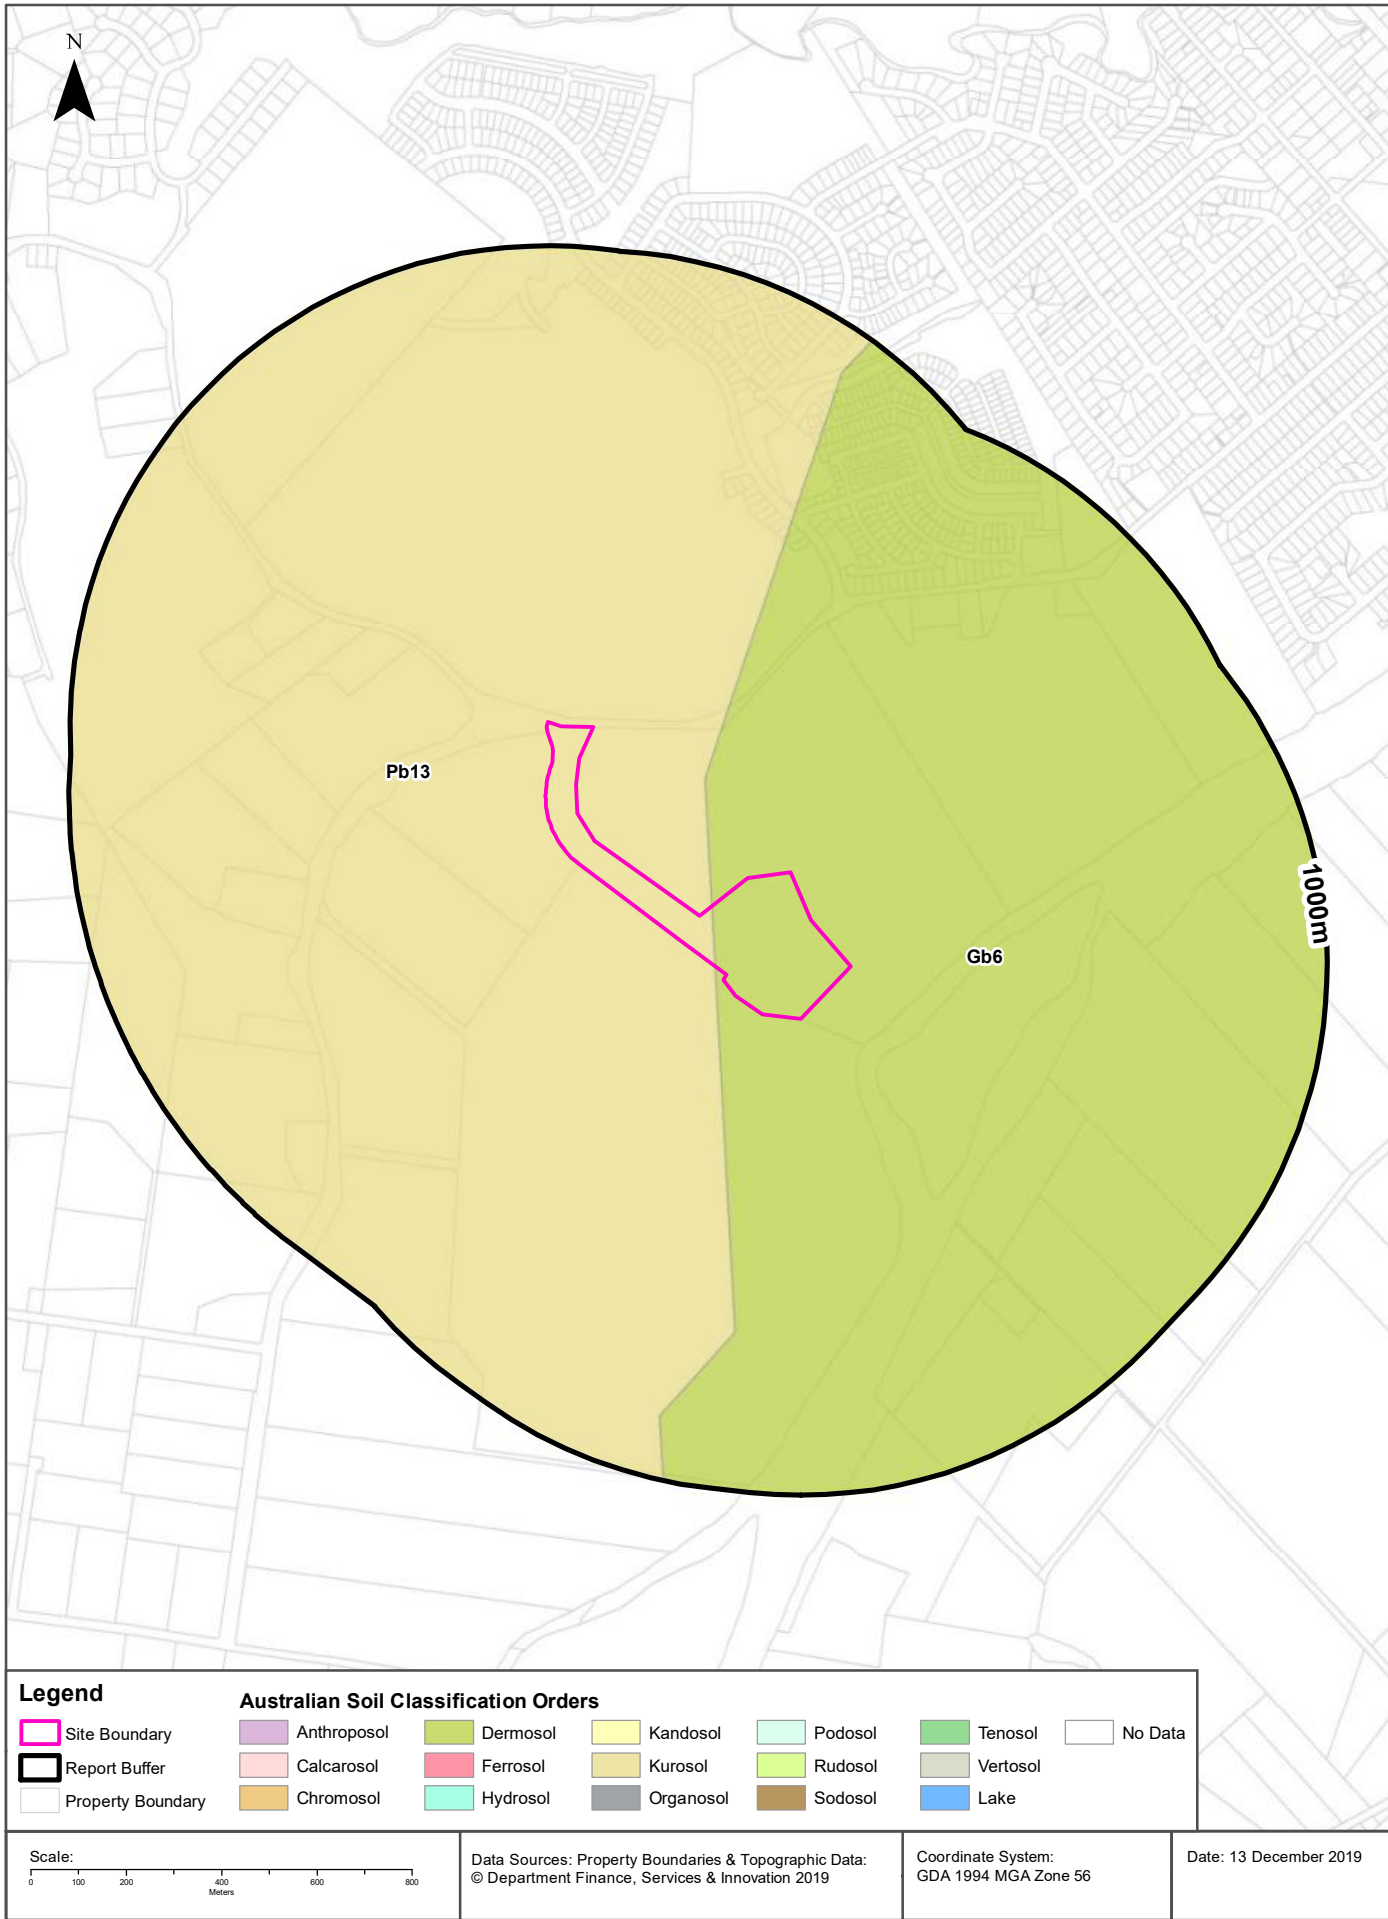 N
Pb13
1000m
Gb6
Legend
Site Boundary
Report Buffer
Property Boundary
Australian Soil Classification Orders
Anthroposol
Calcarosol
Chromosol
Dermosol
Ferrosol
Hydrosol
Kandosol
Kurosol
Organosol
Podosol
Rudosol
Sodosol
Tenosol
Vertosol
Lake
No Data
Scale:
0 100 200 400 600 800
Meters
Data Sources: Property Boundaries & Topographic Data:
© Department Finance, Services & Innovation 2019
Coordinate System:
GDA 1994 MGA Zone 56
Date: 13 December 2019